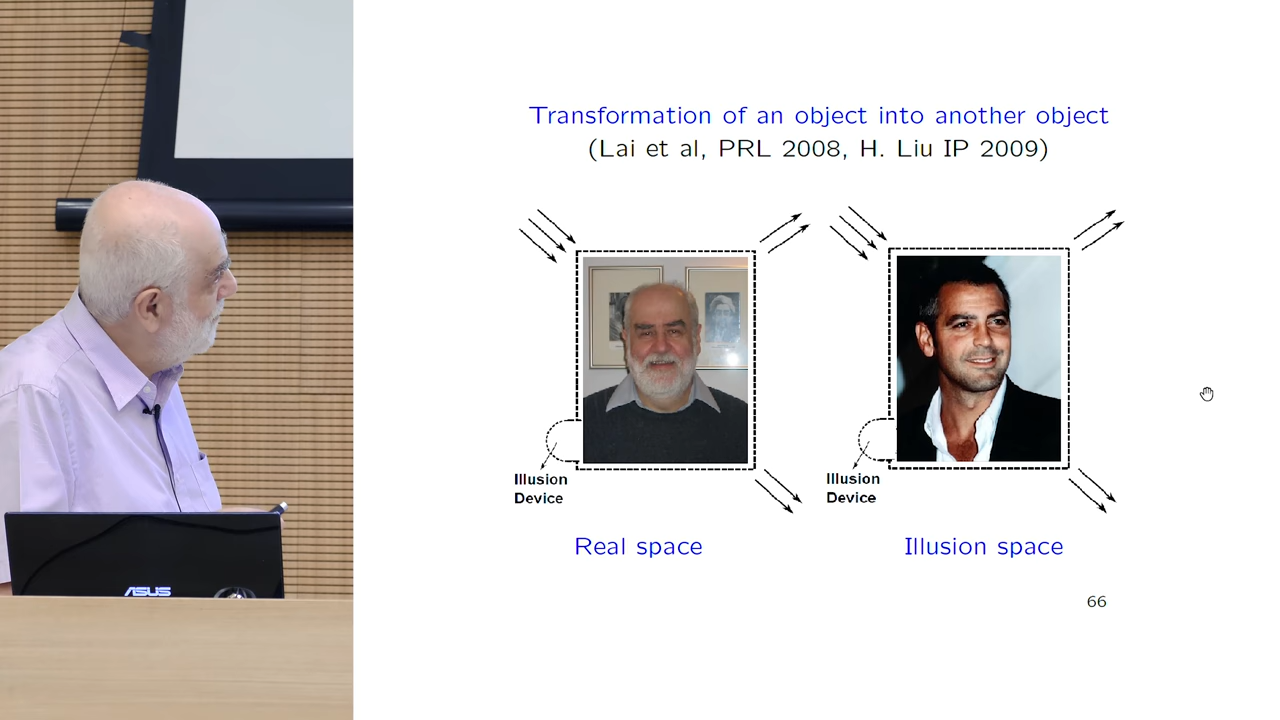 Transformation of an object into another object
(Lai et al, PRL 2008, H. Liu IP 2009)
Illusion
Device
Illusion
Device
Real space
Illusion space
66
ASUS